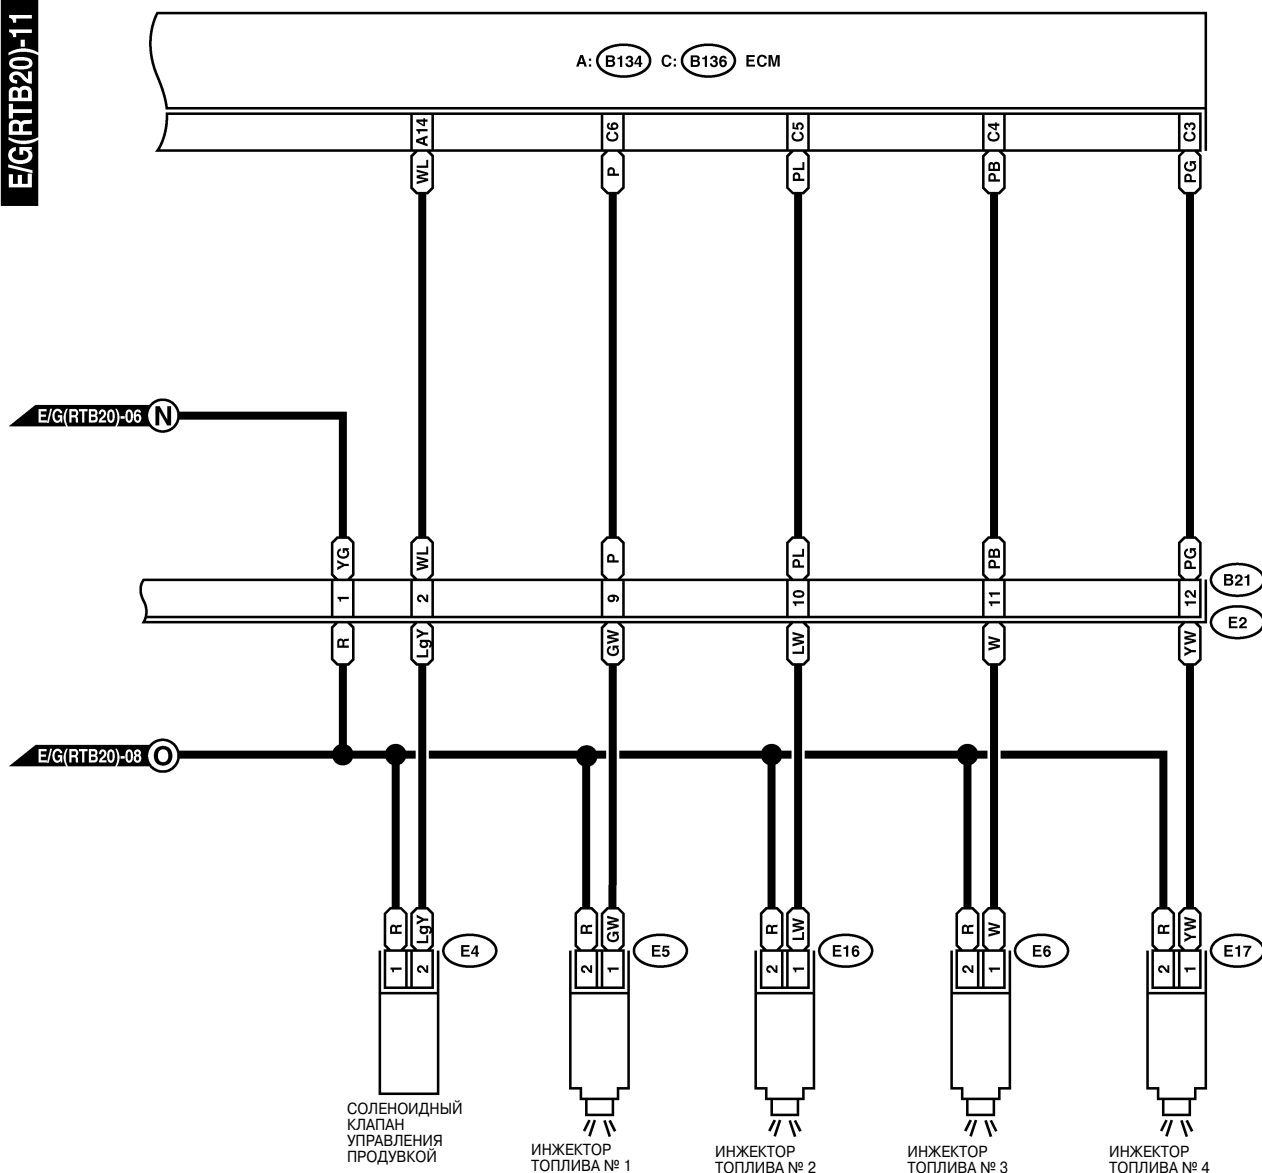 E/G(RTB20)-11
A: B134 C: B136 ECM
A14 C6 C5 C4 C3
WL P PL PB PG
E/G(RTB20)-06 N
YG WL P PL PB PG
1 2 9 10 11 12 B21
E2
R LgY GW LW W YW
E/G(RTB20)-08 O
R LgY R GW R LW R W R YW
E4 E5 E16 E6 E17
1 2 2 1 2 1 2 1 2 1
СОЛЕНОИДНЫЙ
КЛАПАН
УПРАВЛЕНИЯ
ПРОДУВКОЙ
ИНЖЕКТОР
ТОПЛИВА № 1
ИНЖЕКТОР
ТОПЛИВА № 2
ИНЖЕКТОР
ТОПЛИВА № 3
ИНЖЕКТОР
ТОПЛИВА № 4